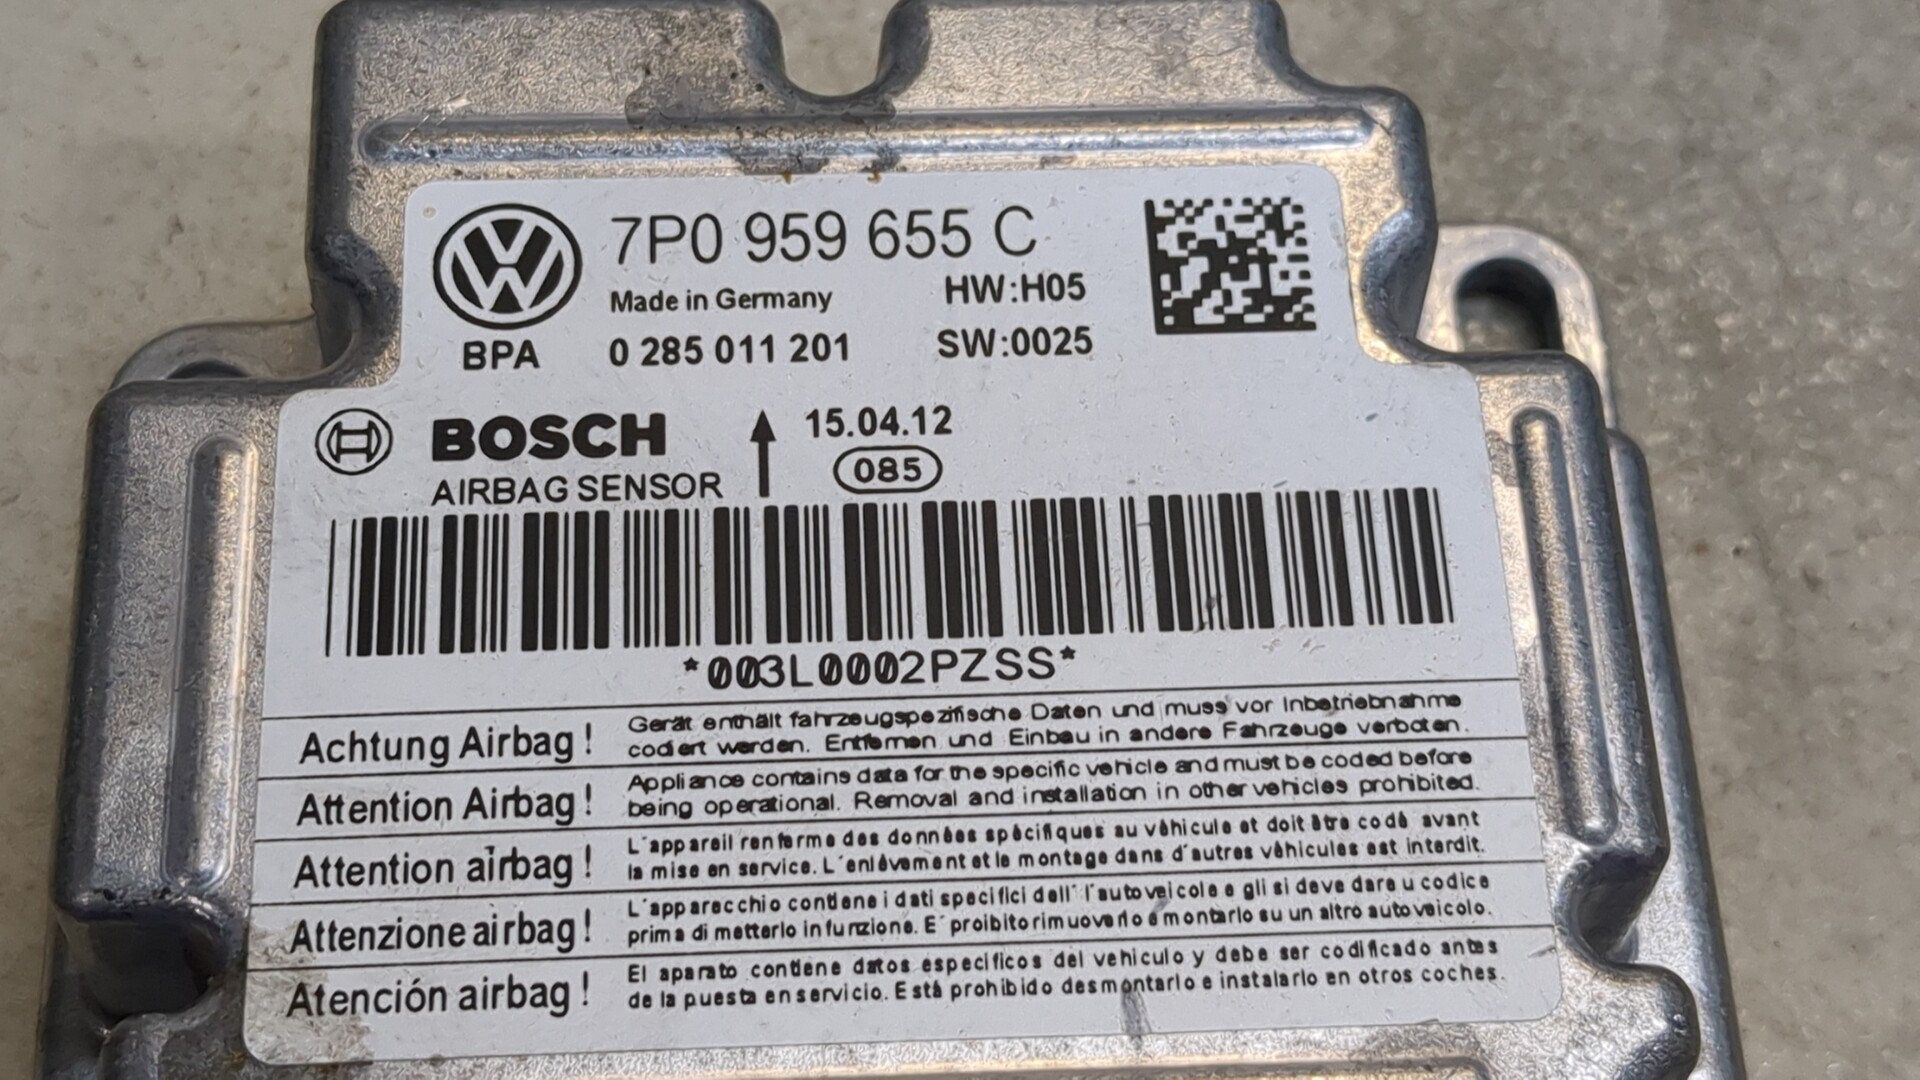 7P0 959 655 C
Made in Germany HW:H05
BPA 0 285 011 201 SW:0025
BOSCH 15.04.12
AIRBAG SENSOR 085
*003L0002PZSS*
Achtung Airbag! Gerät enthält fahrzeugspezifische Daten und muss vor Inbetriebnahme
codiert werden. Entfernen und Einbau in andere Fahrzeuge verboten.
Attention Airbag! Appliance contains data for the specific vehicle and must be coded before
being operational. Removal and installation in other vehicles prohibited.
Attention airbag! L'appareil renferme des données spécifiques au véhicule et doit être codé avant
la mise en service. L'enlévement et le montage dans d'autres véhicules est interdit.
Attenzione airbag! L'apparecchio contiene i dati specifici dell' l'autoveicolo e gli si deve dare u codice
prima di metterlo in funzione. E' proibito rimuoverlo e montarlo su un altro autoveicolo.
Atención airbag! El aparato contiene datos especificos del vehiculo y debe ser codificado antes
de la puesta en servicio. Está prohibido desmontarlo e instalarlo en otros coches.